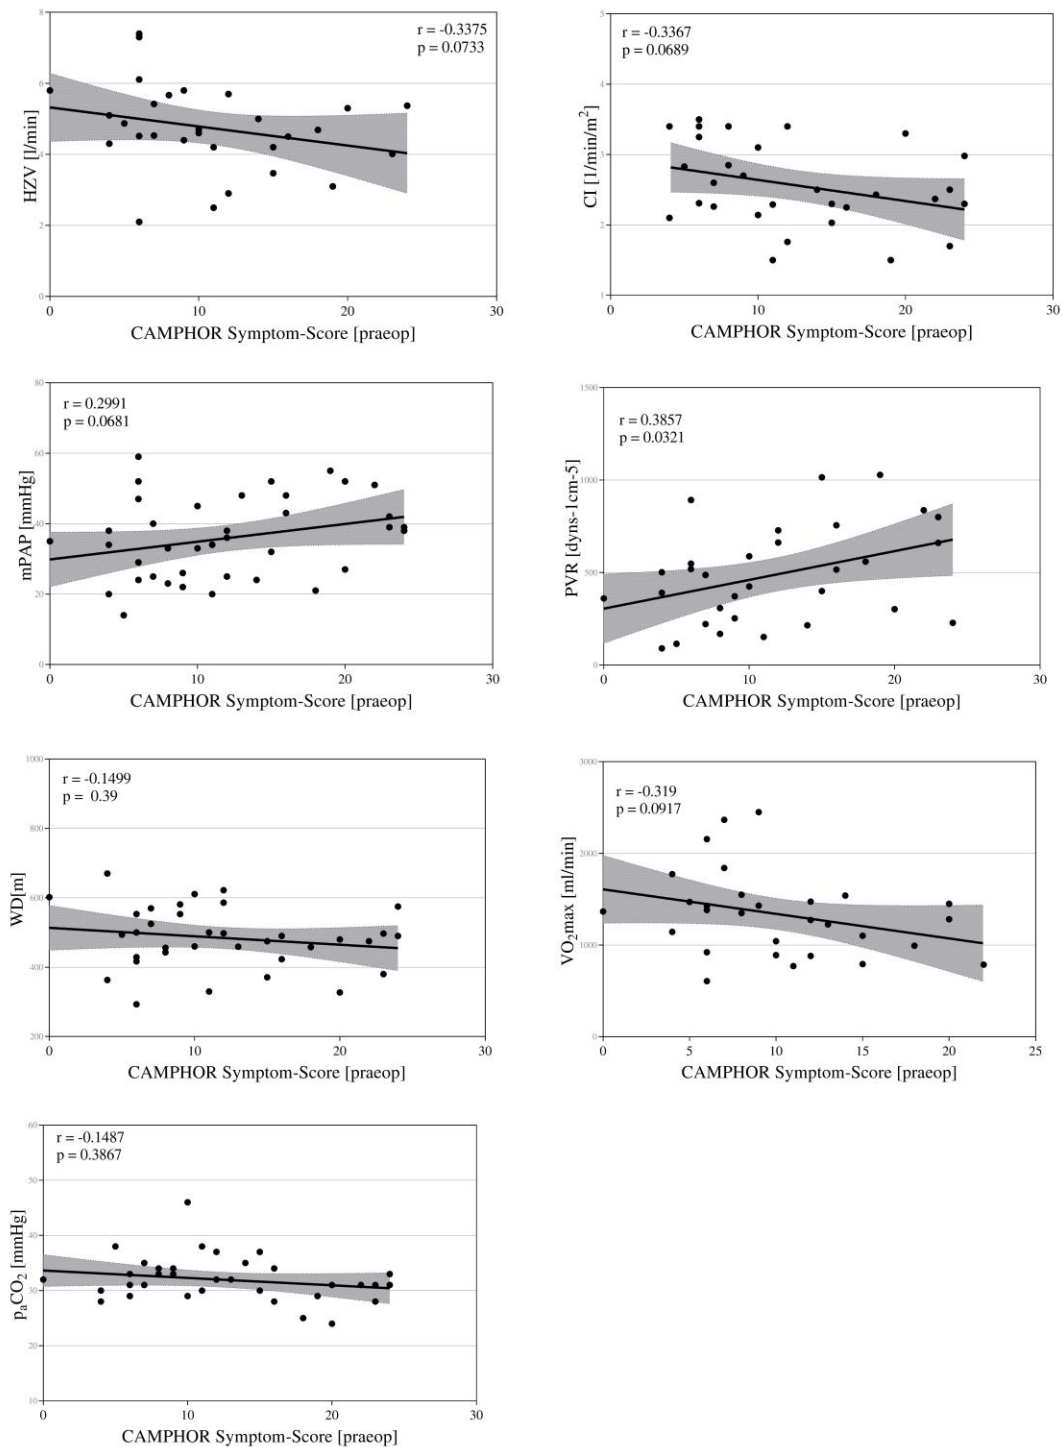 8
6
4
2
0
HZV [l/min]
r = -0.3375
p = 0.0733
0 10 20 30
CAMPHOR Symptom-Score [praeop]
5
4
3
2
1
CI [1/min/m²]
r = -0.3367
p = 0.0689
0 10 20 30
CAMPHOR Symptom-Score [praeop]
80
60
40
20
0
mPAP [mmHg]
r = 0.2991
p = 0.0681
0 10 20 30
CAMPHOR Symptom-Score [praeop]
1500
1000
500
0
PVR [dyns-1cm-5]
r = 0.3857
p = 0.0321
0 10 20 30
CAMPHOR Symptom-Score [praeop]
1000
800
600
400
200
WD[m]
r = -0.1499
p = 0.39
0 10 20 30
CAMPHOR Symptom-Score [praeop]
3000
2000
1000
0
VO₂max [ml/min]
r = -0.319
p = 0.0917
0 5 10 15 20 25
CAMPHOR Symptom-Score [praeop]
60
50
40
30
20
10
pₐCO₂ [mmHg]
r = -0.1487
p = 0.3867
0 10 20 30
CAMPHOR Symptom-Score [praeop]